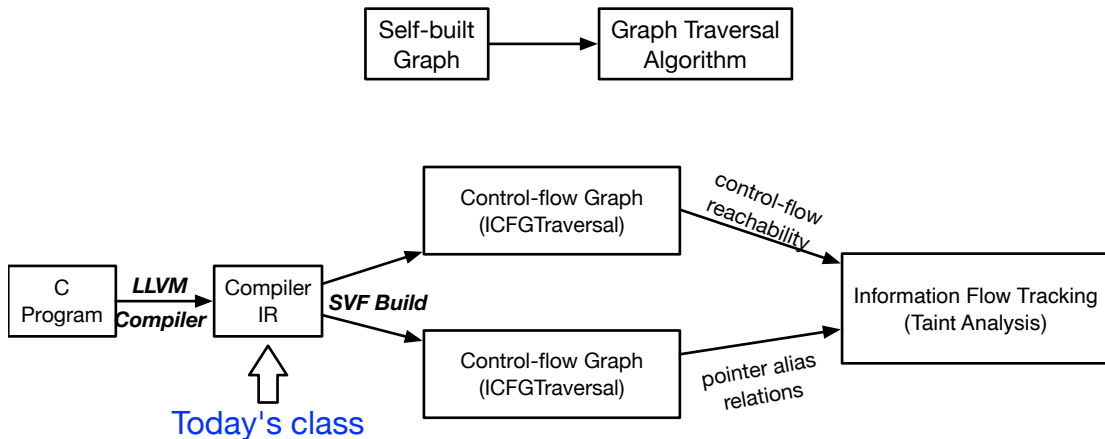 Self-built
Graph
Graph Traversal
Algorithm
Control-flow Graph
(ICFGTraversal)
control-flow
reachability
C
Program
LLVM
Compiler
Compiler
IR
SVF Build
Information Flow Tracking
(Taint Analysis)
Control-flow Graph
(ICFGTraversal)
pointer alias
relations
Today's class